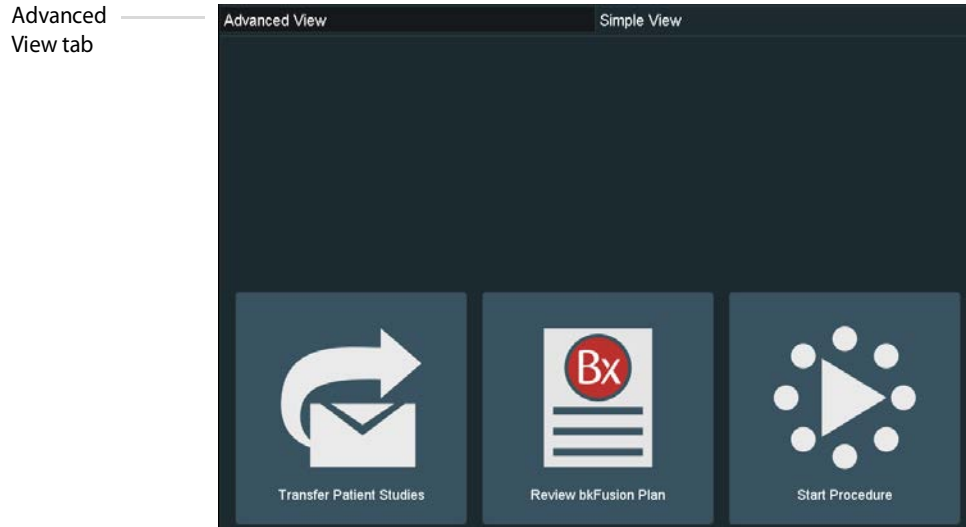 Advanced
View tab
Advanced View
Simple View
Bx
Transfer Patient Studies
Review bkFusion Plan
Start Procedure